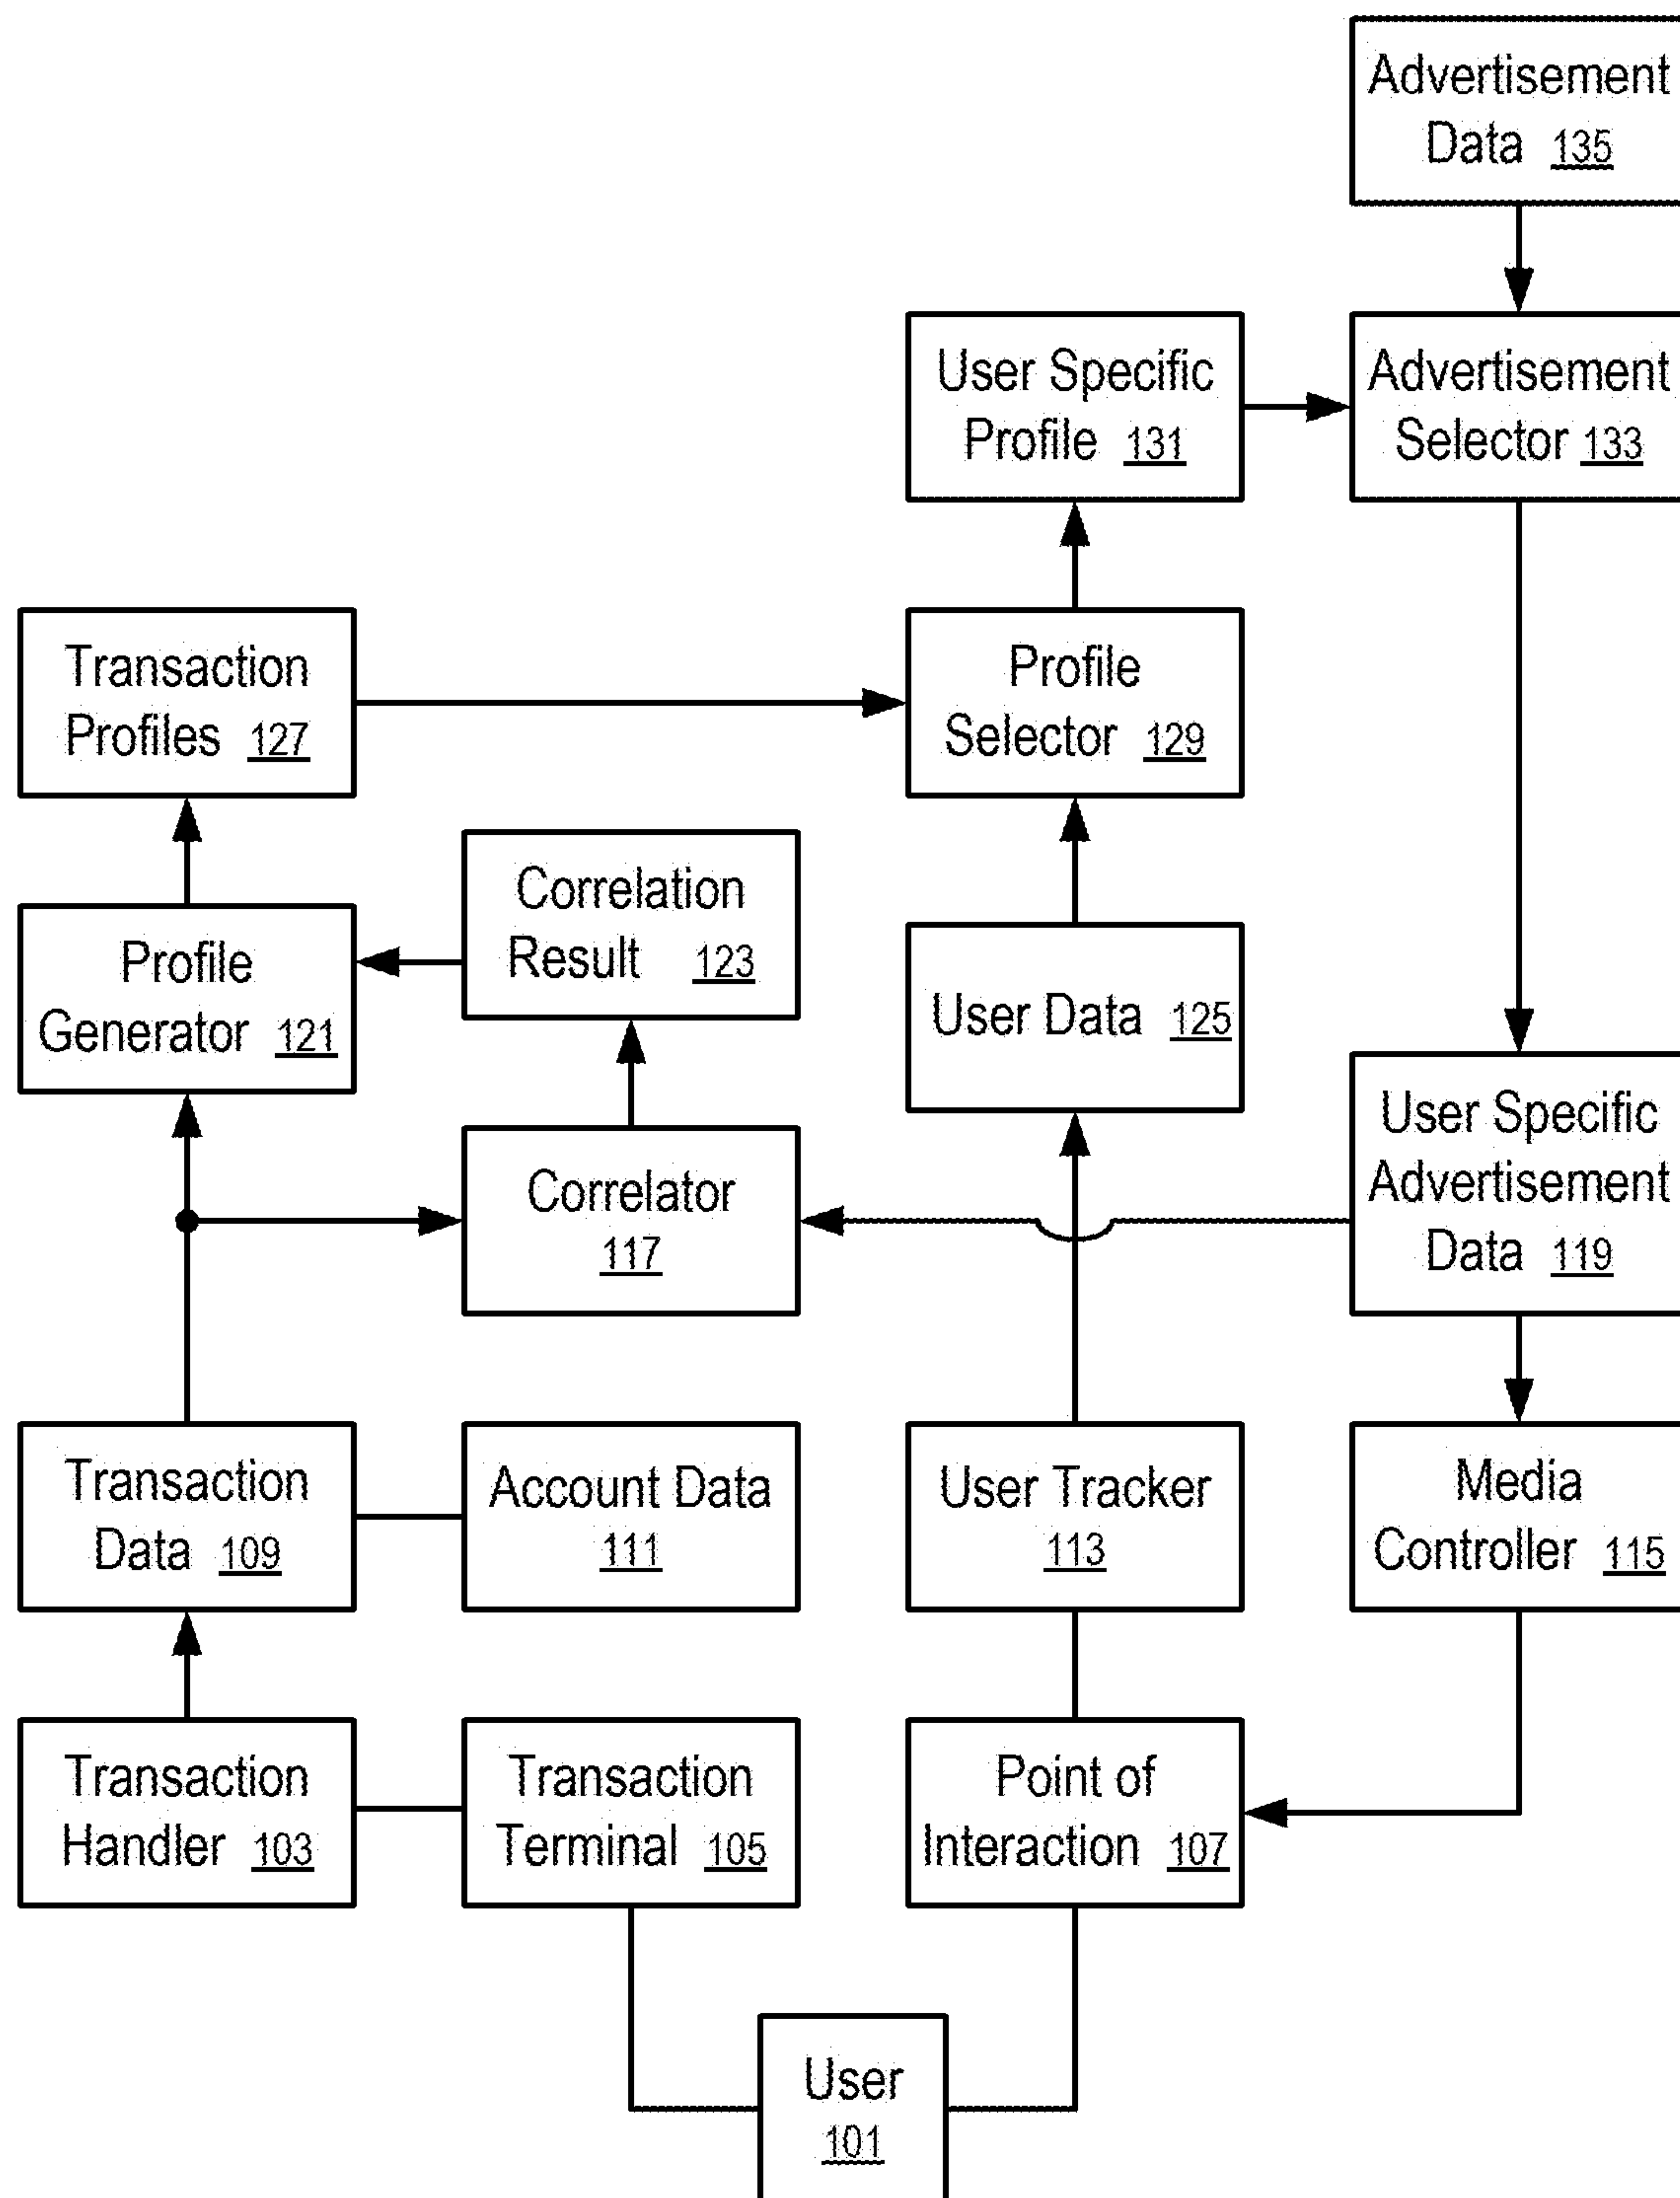 Advertisement
Data 135
User Specific
Profile 131
Advertisement
Selector 133
Transaction
Profiles 127
Profile
Selector 129
Correlation
Result 123
Profile
Generator 121
User Data 125
User Specific
Advertisement
Data 119
Correlator
117
Transaction
Data 109
Account Data
111
User Tracker
113
Media
Controller 115
Transaction
Handler 103
Transaction
Terminal 105
Point of
Interaction 107
User
101